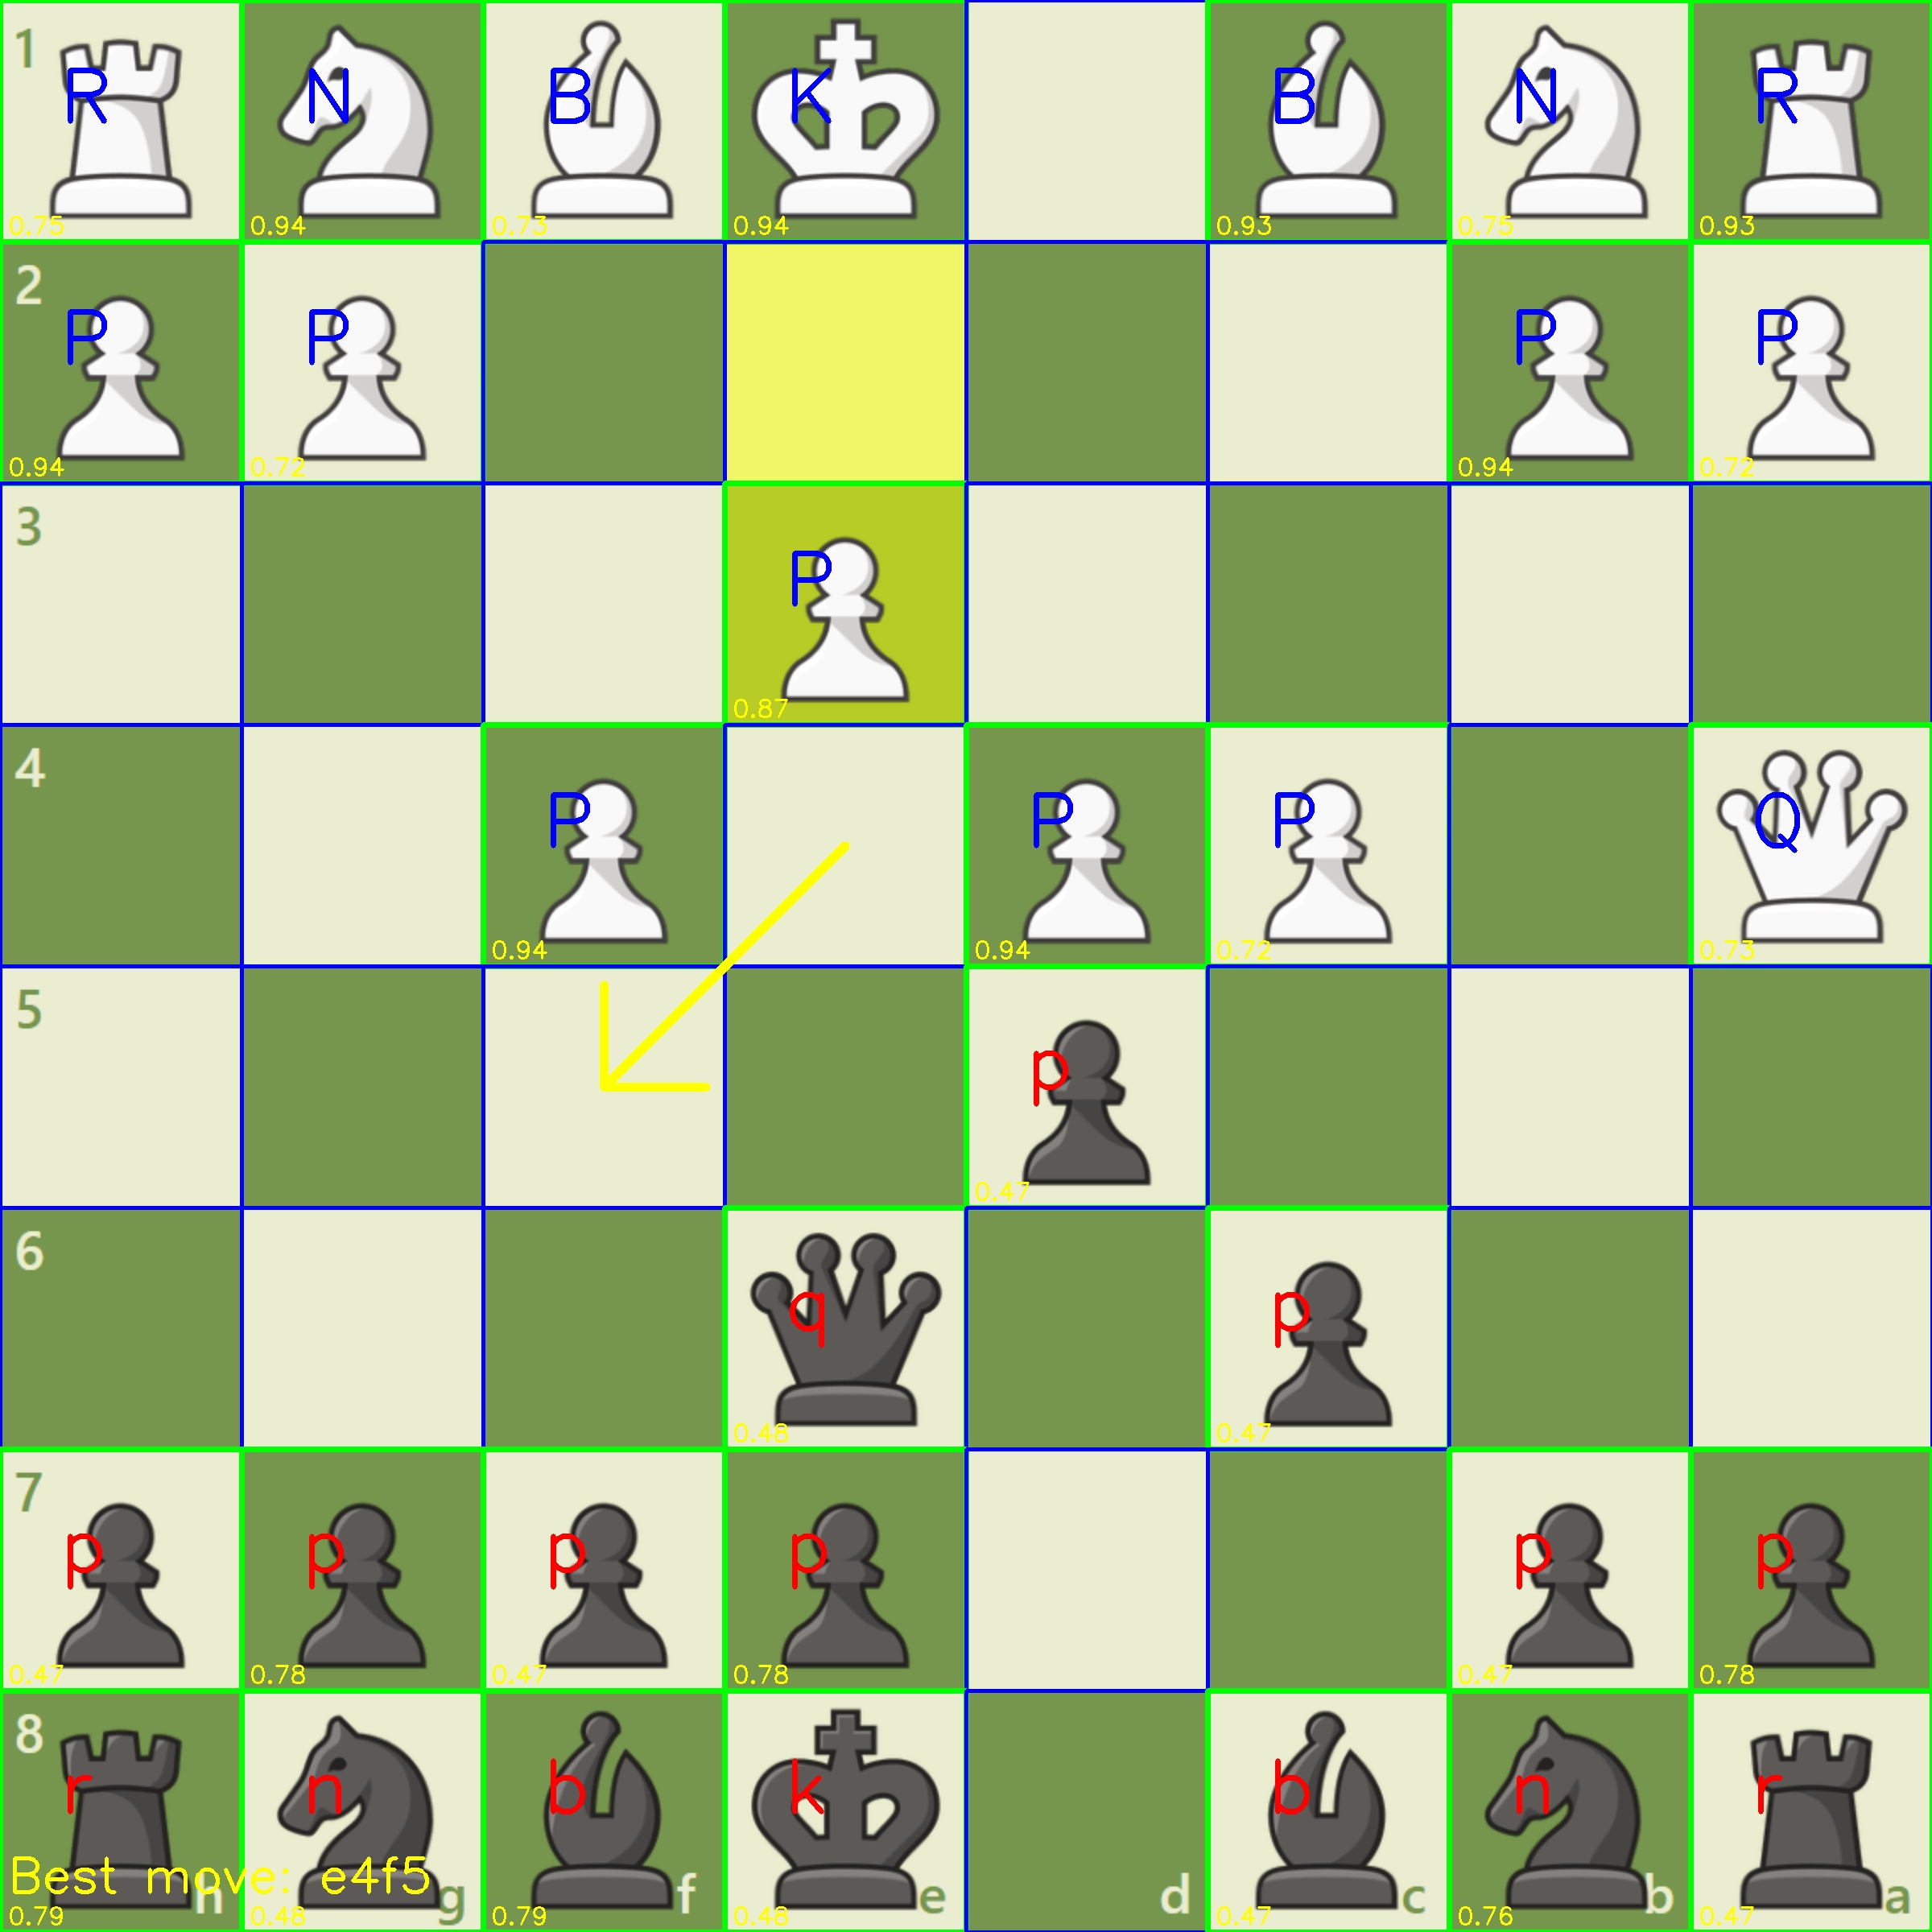 1
R N B K B N R
0.75 0.94 0.73 0.94 0.93 0.75 0.93
2
P P P P
0.94 0.72 0.94 0.72
3
P
0.87
4
P P P Q
0.94 0.94 0.72 0.73
5
p
0.47
6
q p
0.48 0.47
7
p p p p p p
0.47 0.78 0.47 0.78 0.47 0.78
8
r n b k b n r
Best move: e4f5
h g f e d c b a
0.79 0.48 0.79 0.48 0.47 0.76 0.47